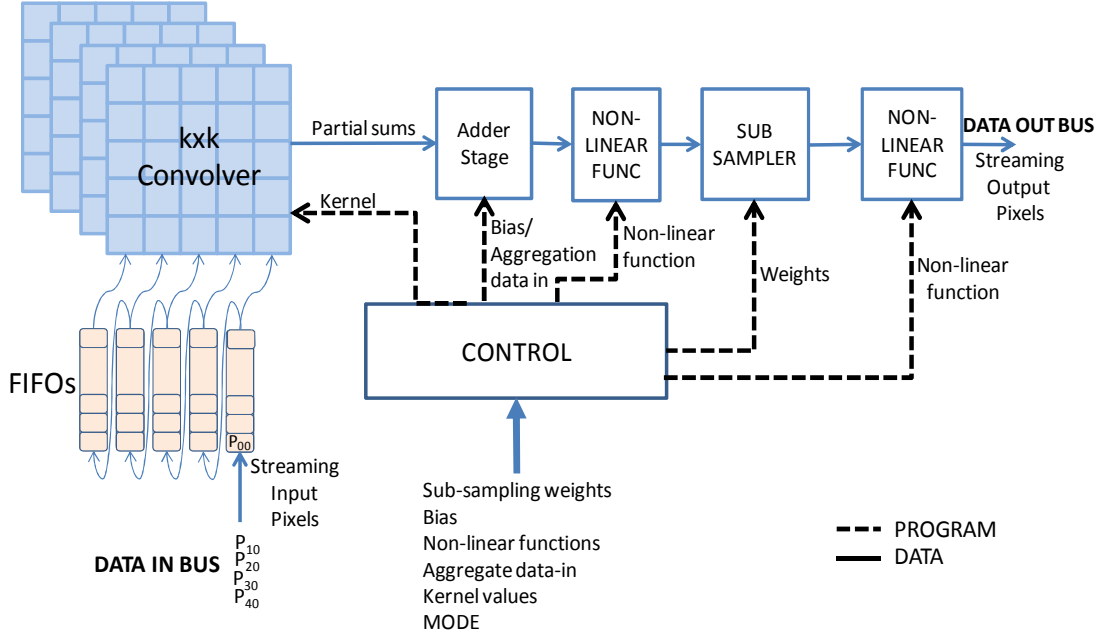 kxk
Convolver
Partial sums
Adder
Stage
NON-
LINEAR
FUNC
SUB
SAMPLER
NON-
LINEAR
FUNC
DATA OUT BUS
Streaming
Output
Pixels
Kernel
Bias/
Aggregation
data in
Non-linear
function
Weights
Non-linear
function
CONTROL
FIFOs
P00
Streaming
Input
Pixels
DATA IN BUS
P10
P20
P30
P40
Sub-sampling weights
Bias
Non-linear functions
Aggregate data-in
Kernel values
MODE
PROGRAM
DATA